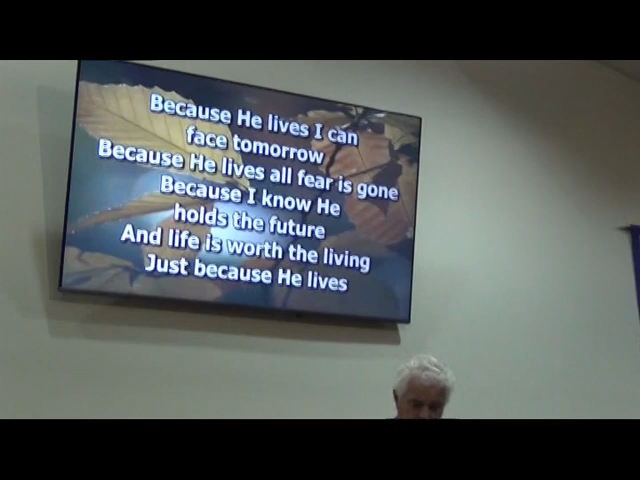 Because He lives I can
face tomorrow
Because He lives all fear is gone
Because I know He
holds the future
And life is worth the living
Just because He lives